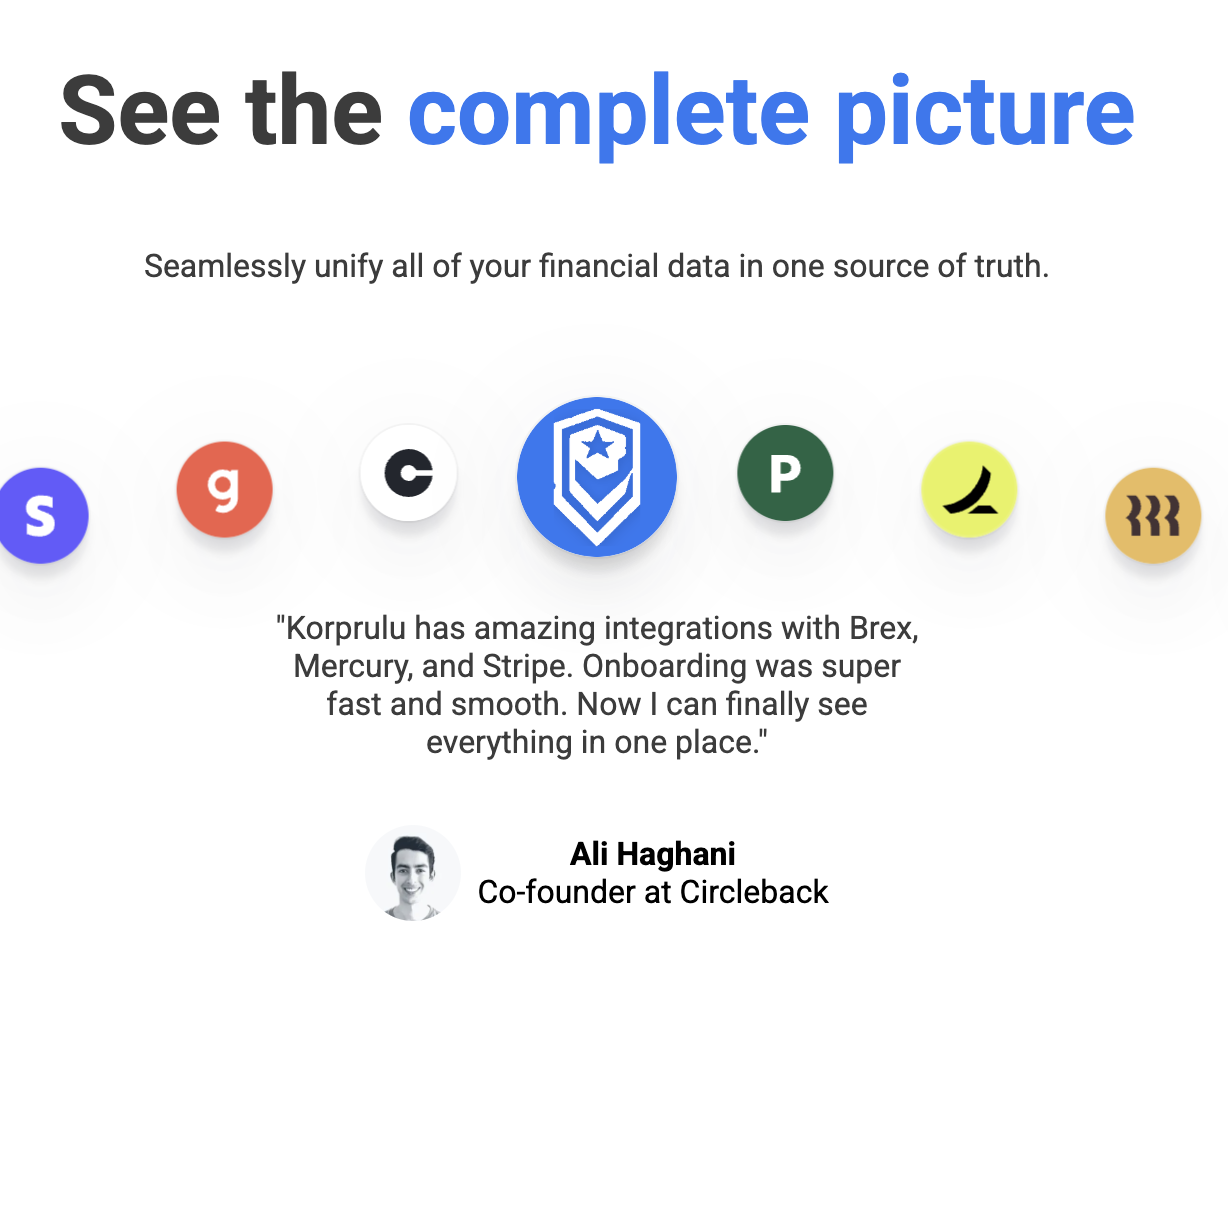 See the complete picture
Seamlessly unify all of your financial data in one source of truth.
S g C P
"Korprulu has amazing integrations with Brex,
Mercury, and Stripe. Onboarding was super
fast and smooth. Now I can finally see
everything in one place."
Ali Haghani
Co-founder at Circleback